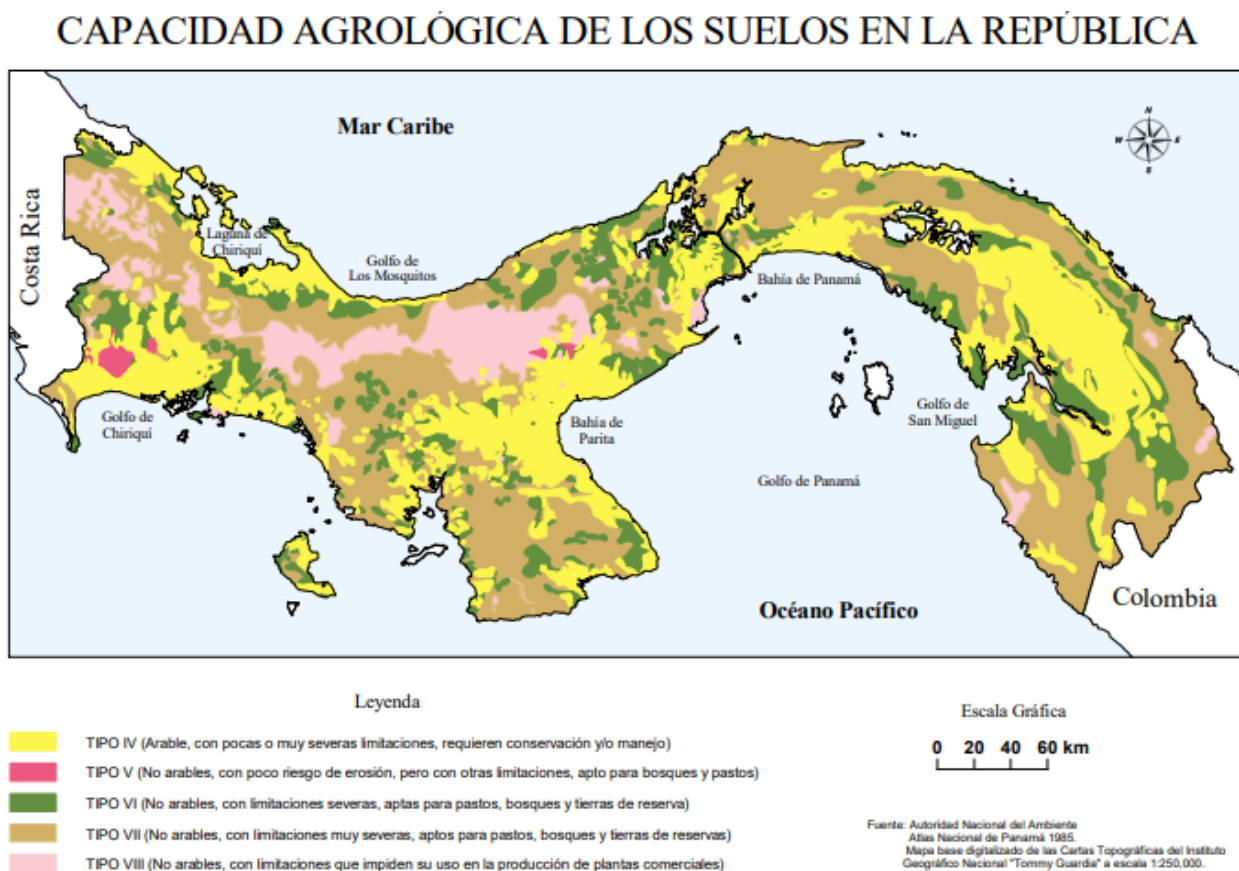 CAPACIDAD AGROLÓGICA DE LOS SUELOS EN LA REPÚBLICA
Mar Caribe
N
W
E
S
Costa Rica
Laguna de
Chiriquí
Golfo de
Los Mosquitos
Bahía de Panamá
Golfo de
Chiriquí
Bahía de
Parita
Golfo de
San Miguel
Golfo de Panamá
Océano Pacífico
Colombia
Leyenda
TIPO IV (Arable, con pocas o muy severas limitaciones, requieren conservación y/o manejo)
TIPO V (No arables, con poco riesgo de erosión, pero con otras limitaciones, apto para bosques y pastos)
TIPO VI (No arables, con limitaciones severas, aptas para pastos, bosques y tierras de reserva)
TIPO VII (No arables, con limitaciones muy severas, aptos para pastos, bosques y tierras de reservas)
TIPO VIII (No arables, con limitaciones que impiden su uso en la producción de plantas comerciales)
Escala Gráfica
0 20 40 60 km
Fuente: Autoridad Nacional del Ambiente
Atlas Nacional de Panamá 1985.
Mapa base digitalizado de las Cartas Topográficas del Instituto
Geográfico Nacional "Tommy Guardia" a escala 1:250,000.